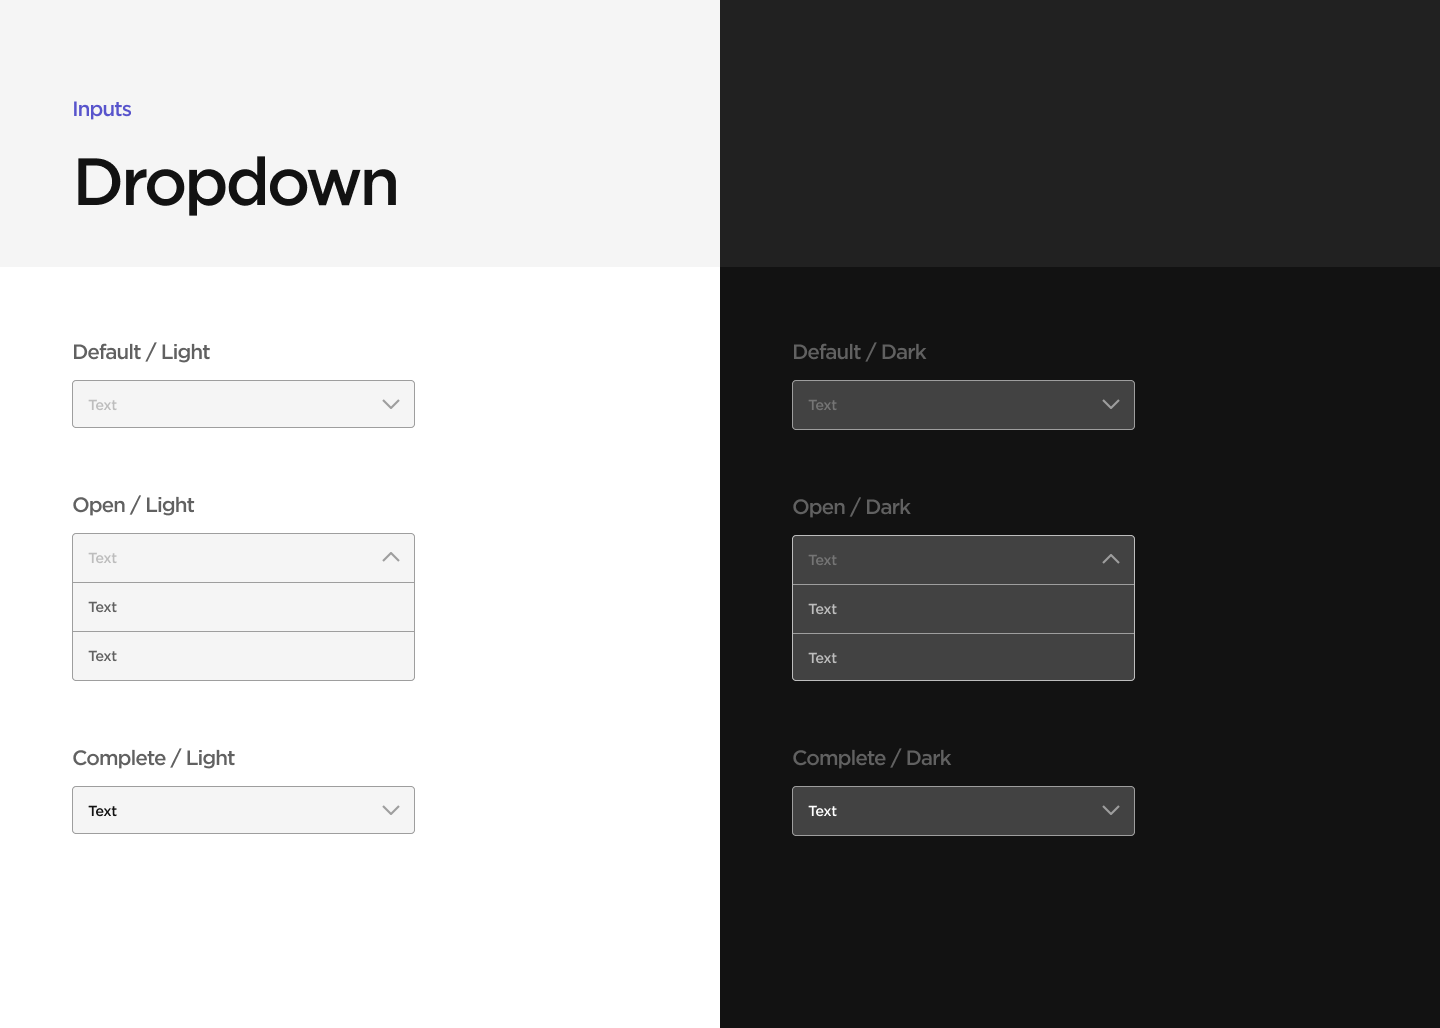 Inputs
Dropdown
Default / Light
Text
Open / Light
Text
Text
Text
Complete / Light
Text
Default / Dark
Text
Open / Dark
Text
Text
Text
Complete / Dark
Text